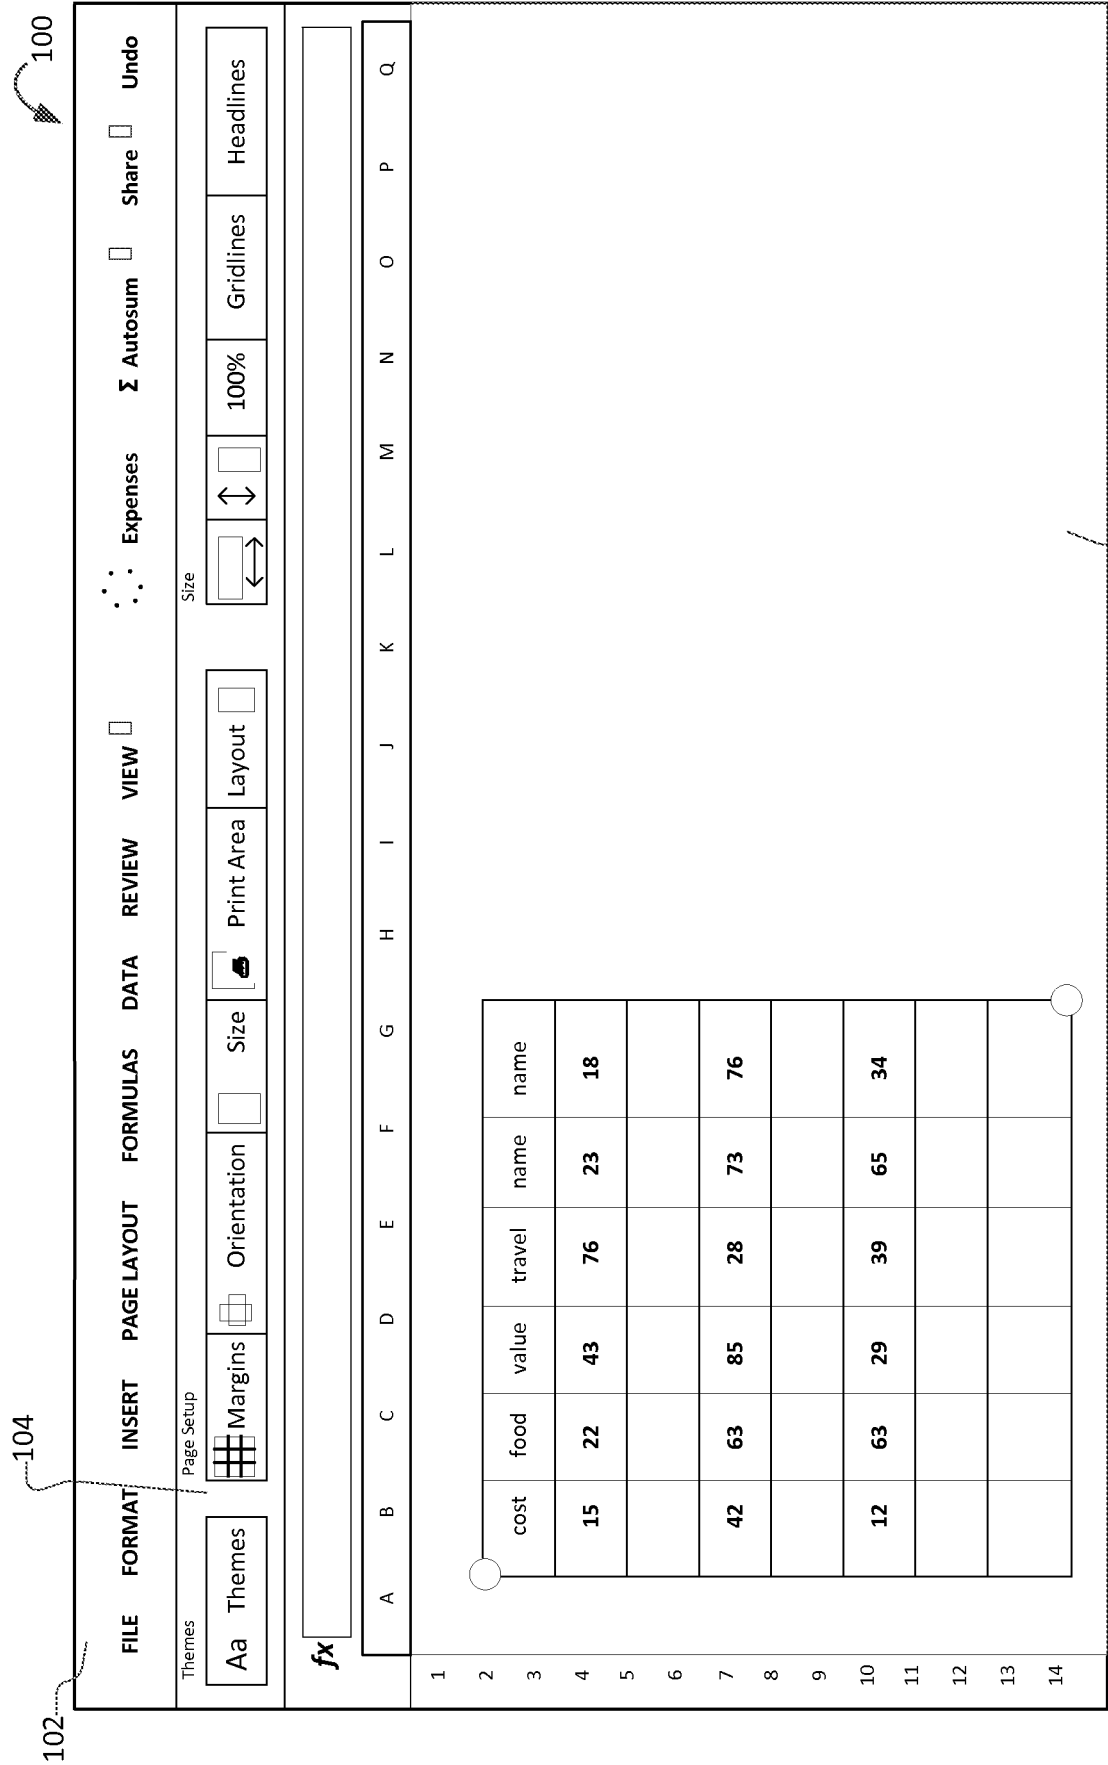 100
102
104
FILE FORMAT INSERT PAGE LAYOUT FORMULAS DATA REVIEW VIEW Expenses Σ Autosum Share Undo
Themes Page Setup Size
Aa Themes Margins Orientation Size Print Area Layout 100% Gridlines Headlines
fx
A B C D E F G H I J K L M N O P Q
1
2
3
4
5
6
7
8
9
10
11
12
13
14
cost food value travel name name
15 22 43 76 23 18
42 63 85 28 73 76
12 63 29 39 65 34